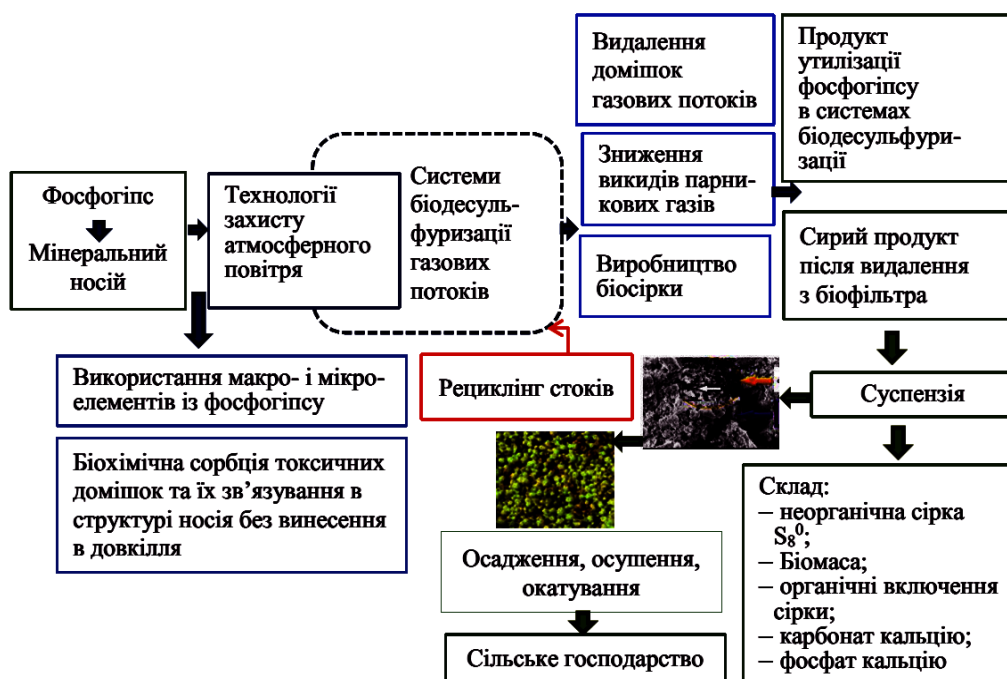 Фосфогіпс
Мінеральний
носій
Технології
захисту
атмосферного
повітря
Системи
біодесуль-
фуризації
газових
потоків
Видалення
домішок
газових потоків
Зниження
викидів парни-
кових газів
Виробництво
біосірки
Продукт
утилізації
фосфогіпсу
в системах
біодесульфури-
зації
Сирий продукт
після видалення
з біофільтра
Використання макро- і мікро-
елементів із фосфогіпсу
Біохімічна сорбція токсичних
домішок та їх зв’язування в
структурі носія без винесення
в довкілля
Рециклінг стоків
Суспензія
Склад:
– неорганічна сірка
S₈⁰;
– Біомаса;
– органічні включення
сірки;
– карбонат кальцію;
– фосфат кальцію
Осадження, осушення,
окатування
Сільське господарство